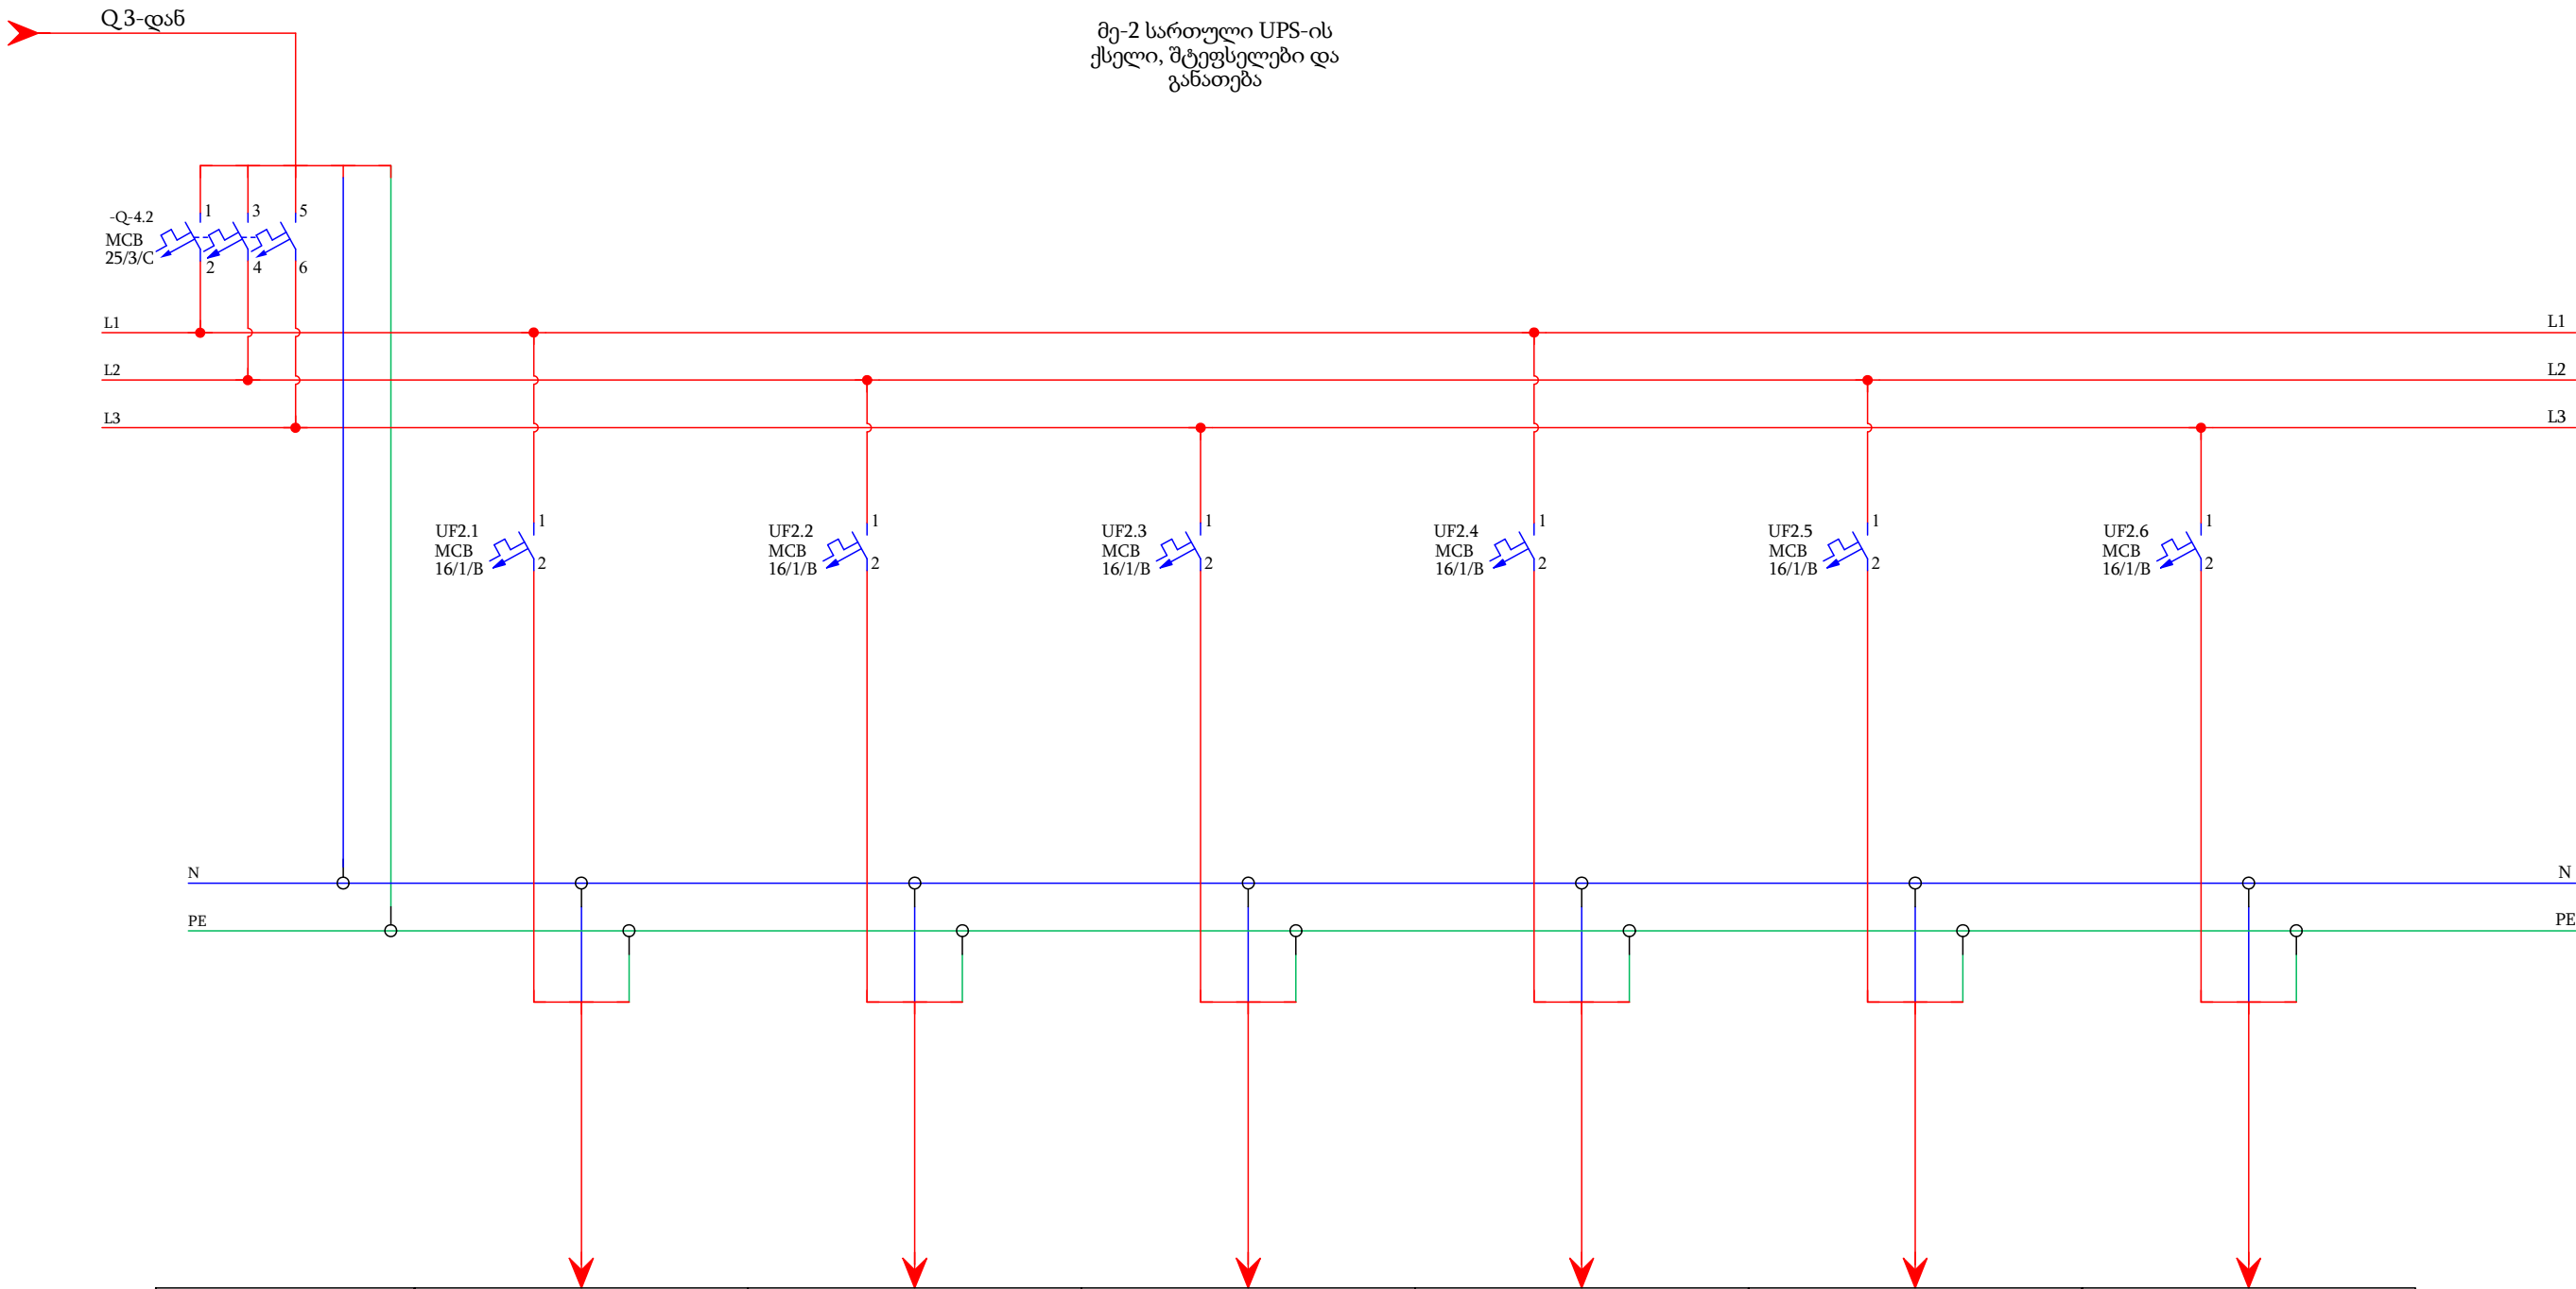 Q 3-დან
მე-2 სართული UPS-ის
ქსელი, შტეფსელები და
განათება
-Q-4.2
MCB
25/3/C
1
3
5
2
4
6
L1
L1
L2
L2
L3
L3
UF2.1
MCB
16/1/B
1
2
UF2.2
MCB
16/1/B
1
2
UF2.3
MCB
16/1/B
1
2
UF2.4
MCB
16/1/B
1
2
UF2.5
MCB
16/1/B
1
2
UF2.6
MCB
16/1/B
1
2
N
N
PE
PE